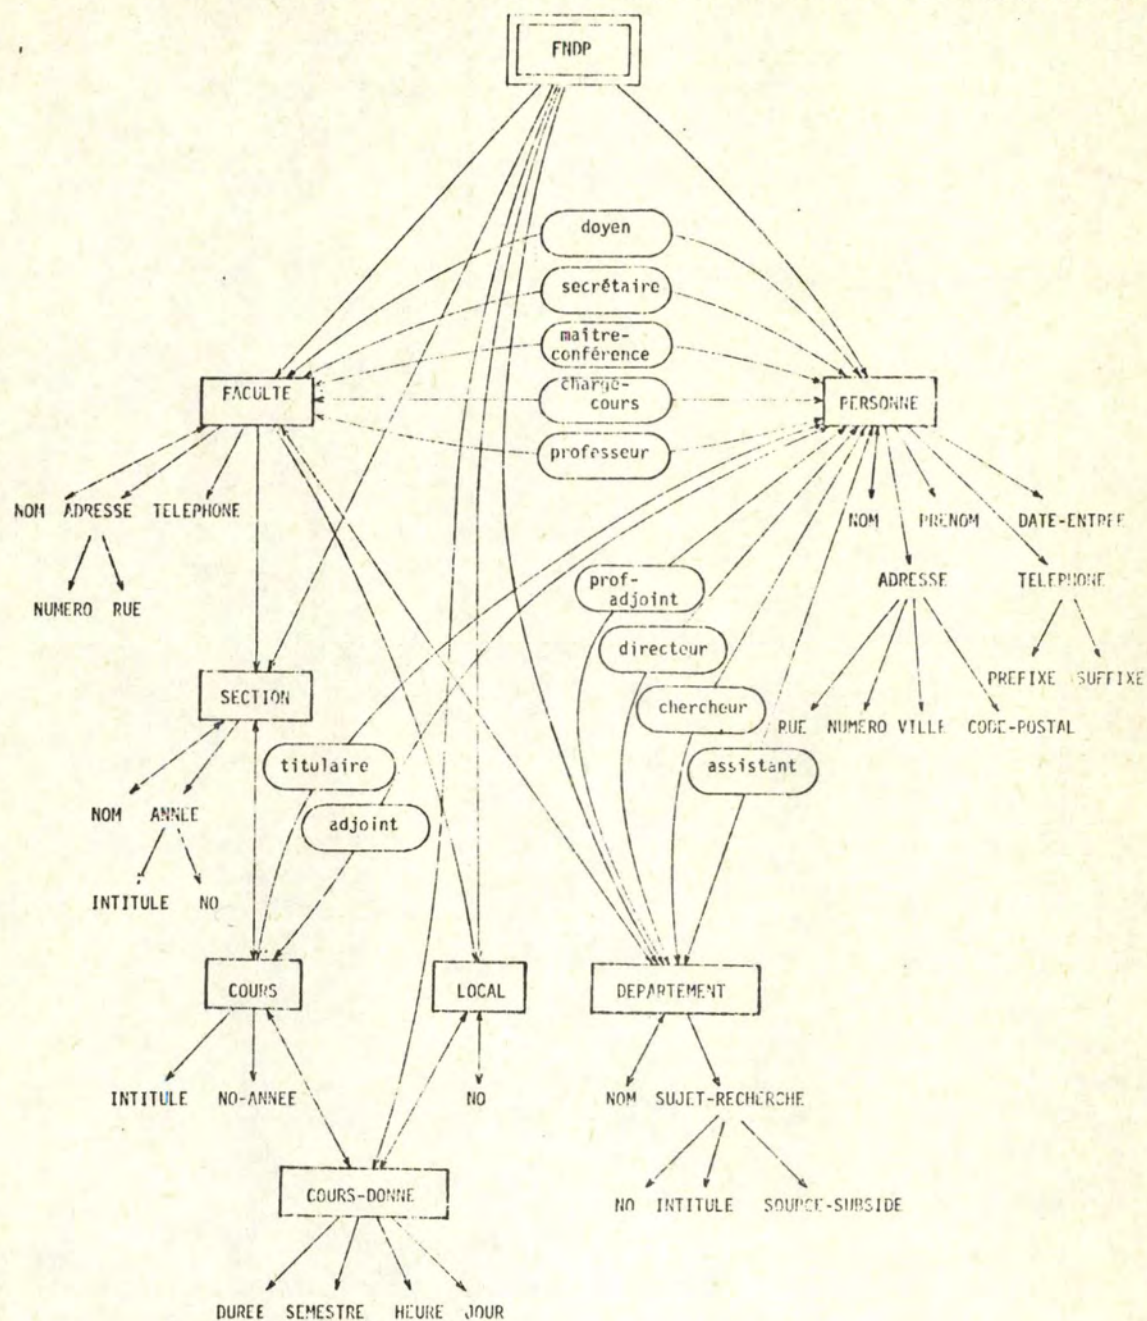 FNDP
doyen
secrétaire
maître-
conférence
chargé-
cours
professeur
FACULTE
PERSONNE
NOM ADRESSE TELEPHONE
NOM PRENOM DATE-ENTREE
NUMERO RUE
ADRESSE TELEPHONE
prof-
adjoint
directeur
chercheur
assistant
PREFIXE SUFFIXE
RUE NUMERO VILLE CODE-POSTAL
SECTION
titulaire
adjoint
NOM ANNEE
INTITULE NO
COURS
LOCAL
DEPARTEMENT
INTITULE NO-ANNEE
NO
NOM SUJET-RECHERCHE
COURS-DONNE
NO INTITULE SOURCE-SUBSIDE
DUREE SEMESTRE HEURE JOUR